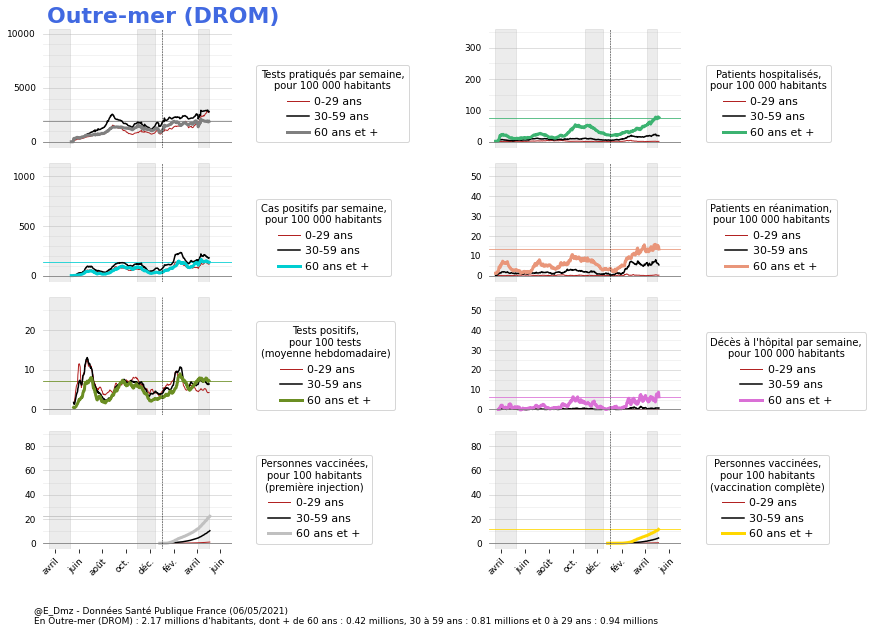 Outre-mer (DROM)
10000
5000
0
Tests pratiqués par semaine,
pour 100 000 habitants
0-29 ans
30-59 ans
60 ans et +
300
200
100
0
Patients hospitalisés,
pour 100 000 habitants
0-29 ans
30-59 ans
60 ans et +
1000
500
0
Cas positifs par semaine,
pour 100 000 habitants
0-29 ans
30-59 ans
60 ans et +
50
40
30
20
10
0
Patients en réanimation,
pour 100 000 habitants
0-29 ans
30-59 ans
60 ans et +
20
10
0
Tests positifs,
pour 100 tests
(moyenne hebdomadaire)
0-29 ans
30-59 ans
60 ans et +
50
40
30
20
10
0
Décès à l'hôpital par semaine,
pour 100 000 habitants
0-29 ans
30-59 ans
60 ans et +
80
60
40
20
0
avril
juin
août
oct.
déc.
fév.
avril
juin
Personnes vaccinées,
pour 100 habitants
(première injection)
0-29 ans
30-59 ans
60 ans et +
80
60
40
20
0
avril
juin
août
oct.
déc.
fév.
avril
juin
Personnes vaccinées,
pour 100 habitants
(vaccination complète)
0-29 ans
30-59 ans
60 ans et +
@E_Dmz - Données Santé Publique France (06/05/2021)
En Outre-mer (DROM) : 2.17 millions d'habitants, dont + de 60 ans : 0.42 millions, 30 à 59 ans : 0.81 millions et 0 à 29 ans : 0.94 millions